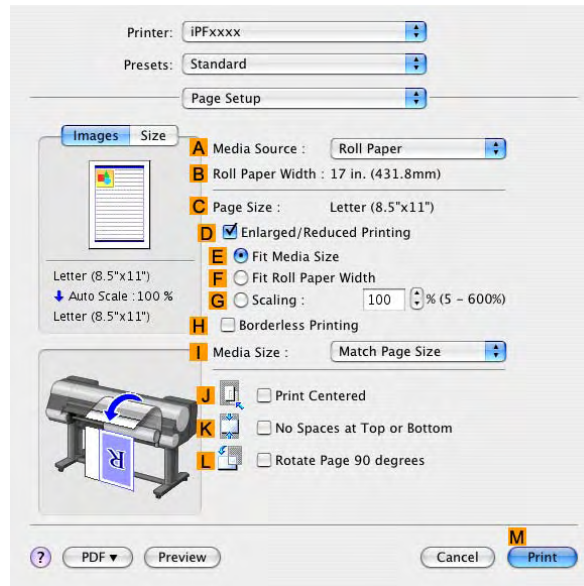 Printer: iPFxxxx
Presets: Standard
Page Setup
Images Size
A Media Source : Roll Paper
B Roll Paper Width : 17 in. (431.8mm)
C Page Size : Letter (8.5"x11")
D Enlarged/Reduced Printing
E Fit Media Size
F Fit Roll Paper Width
G Scaling : 100 % (5 - 600%)
Letter (8.5"x11")
Auto Scale :100 %
Letter (8.5"x11")
H Borderless Printing
I Media Size : Match Page Size
J Print Centered
K No Spaces at Top or Bottom
L Rotate Page 90 degrees
R
M
? PDF ▼ Preview Cancel Print